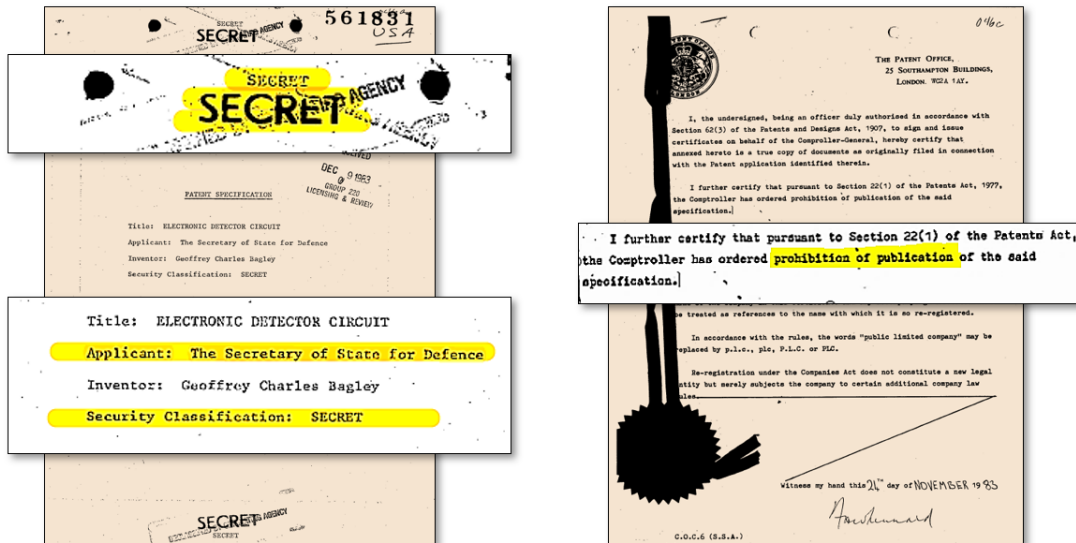 SECRET
SECRET
AGENCY
561831
USA
SECRET
SECRET
AGENCY
DEC 9 1983
GROUP 220
LICENSING & REVIEW
PATENT SPECIFICATION
Title: ELECTRONIC DETECTOR CIRCUIT
Applicant: The Secretary of State for Defence
Inventor: Geoffrey Charles Bagley
Security Classification: SECRET
Title: ELECTRONIC DETECTOR CIRCUIT
Applicant: The Secretary of State for Defence
Inventor: Geoffrey Charles Bagley
Security Classification: SECRET
SECRET
AGENCY
SECRET
THE PATENT OFFICE,
25 SOUTHAMPTON BUILDINGS,
LONDON. WC2A 1AY.
I, the undersigned, being an officer duly authorised in accordance with
Section 62(3) of the Patents and Designs Act, 1907, to sign and issue
certificates on behalf of the Comptroller-General, hereby certify that
annexed hereto is a true copy of documents as originally filed in connection
with the Patent application identified therein.
I further certify that pursuant to Section 22(1) of the Patents Act, 1977,
the Comptroller has ordered prohibition of publication of the said
specification.
I further certify that pursuant to Section 22(1) of the Patents Act,
the Comptroller has ordered prohibition of publication of the said
specification.
be treated as references to the name with which it is so re-registered.
In accordance with the rules, the words "public limited company" may be
replaced by p.l.c., plc, P.L.C. or PLC.
Re-registration under the Companies Act does not constitute a new legal
entity but merely subjects the company to certain additional company law
rules.
Witness my hand this 24th day of NOVEMBER 1983
C.O.C.6 (S.S.A.)